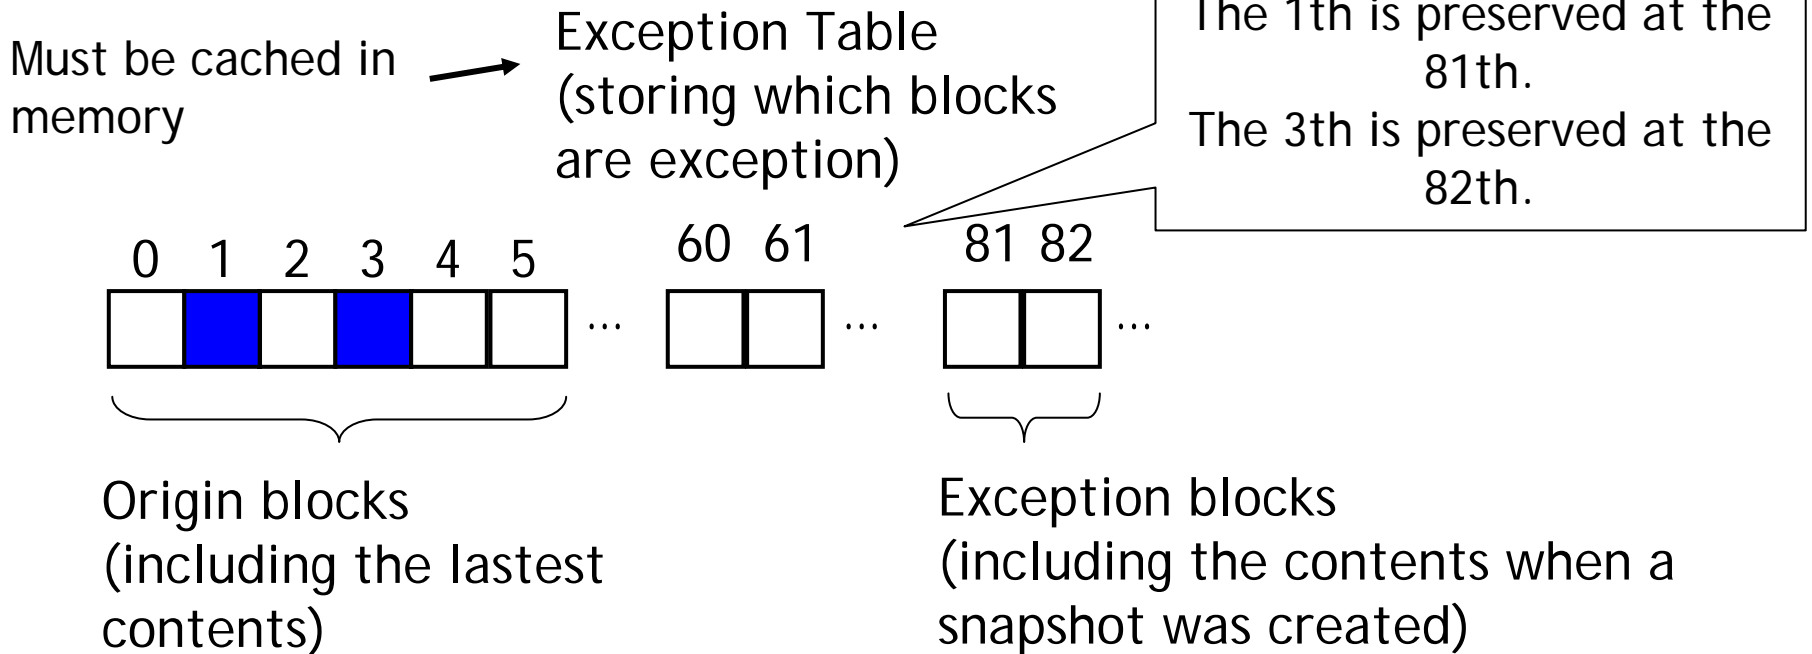 Must be cached in
memory
Exception Table
(storing which blocks
are exception)
The 1th is preserved at the
81th.
The 3th is preserved at the
82th.
0 1 2 3 4 5
60 61
81 82
... ... ...
Origin blocks
(including the lastest
contents)
Exception blocks
(including the contents when a
snapshot was created)